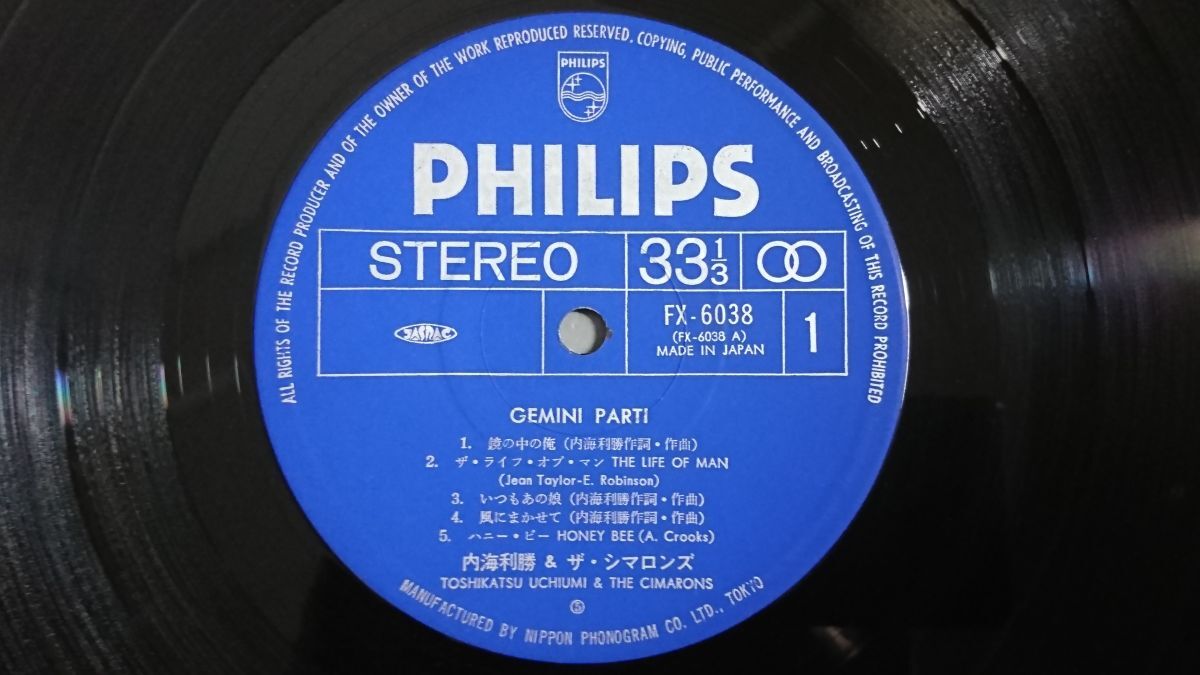 ALL RIGHTS OF THE RECORD PRODUCER AND OF THE OWNER OF THE WORK REPRODUCED RESERVED. COPYING, PUBLIC PERFORMANCE AND BROADCASTING OF THIS RECORD PROHIBITED
PHILIPS
PHILIPS
STEREO 33 1/3
JASRAC FX-6038 1
(FX-6038 A)
MADE IN JAPAN
GEMINI PART I
1. 鏡の中の俺 (内海利勝作詞・作曲)
2. ザ・ライフ・オブ・マン THE LIFE OF MAN
(Jean Taylor-E. Robinson)
3. いつもあの娘 (内海利勝作詞・作曲)
4. 風にまかせて (内海利勝作詞・作曲)
5. ハニー・ビー HONEY BEE (A. Crooks)
内海利勝 & ザ・シマロンズ
TOSHIKATSU UCHIUMI & THE CIMARONS
Ⓢ
MANUFACTURED BY NIPPON PHONOGRAM CO. LTD., TOKYO